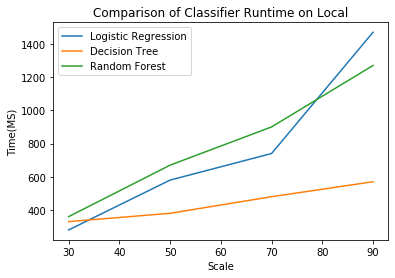 Comparison of Classifier Runtime on Local
Logistic Regression
Decision Tree
Random Forest
Time(MS)
1400
1200
1000
800
600
400
30 40 50 60 70 80 90
Scale